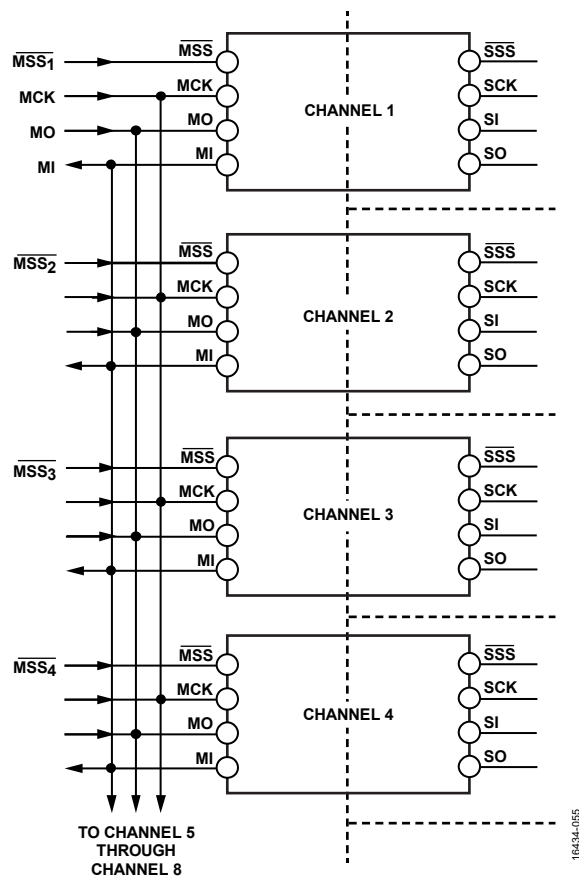 MSS1 MSS SSS
MCK MCK SCK
CHANNEL 1
MO MO SI
MI MI SO
MSS2 MSS SSS
MCK SCK
CHANNEL 2
MO SI
MI SO
MSS3 MSS SSS
MCK SCK
CHANNEL 3
MO SI
MI SO
MSS4 MSS SSS
MCK SCK
CHANNEL 4
MO SI
MI SO
TO CHANNEL 5
THROUGH
CHANNEL 8
16434-055